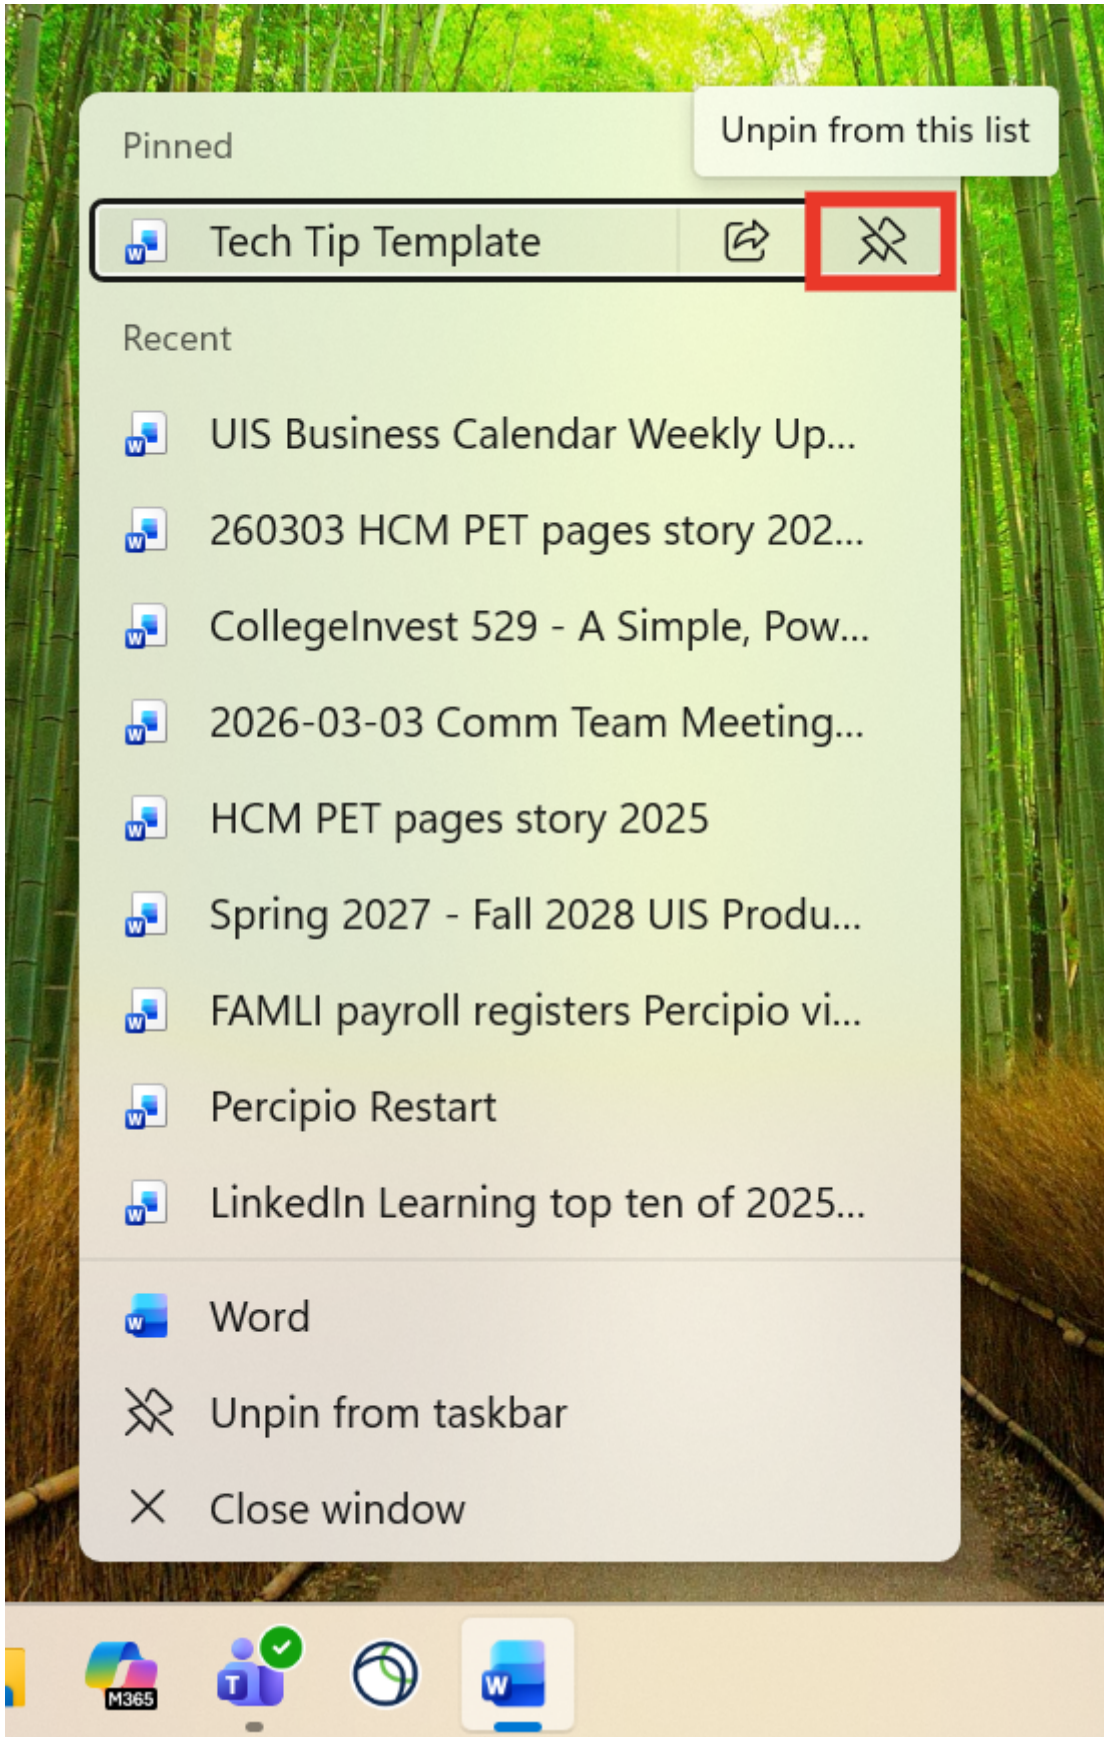 Unpin from this list
Pinned
Tech Tip Template
Recent
UIS Business Calendar Weekly Up...
260303 HCM PET pages story 202...
CollegeInvest 529 - A Simple, Pow...
2026-03-03 Comm Team Meeting...
HCM PET pages story 2025
Spring 2027 - Fall 2028 UIS Produ...
FAMLI payroll registers Percipio vi...
Percipio Restart
LinkedIn Learning top ten of 2025...
Word
Unpin from taskbar
Close window
M365
T
W